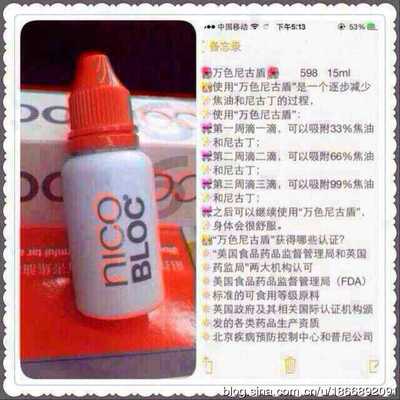 nico
BLOC
中国移动 下午5:13 53%
备忘录
万色尼古盾 598 15ml
使用“万色尼古盾”是一个逐步减少
焦油和尼古丁的过程,
使用“万色尼古盾”:
第一周滴一滴,可以吸附33%焦油
和尼古丁;
第二周滴二滴,可以吸附66%焦油
和尼古丁;
第三周滴三滴,可以吸附99%焦油
和尼古丁;
之后可以继续使用“万色尼古盾”,
身体会很舒服。
“万色尼古盾”获得哪些认证?
“美国食品药品监督管理局和英国
药监局”两大机构认可
美国食品药品监督管理局(FDA)
标准的可食用等级原料
英国政府及其相关国际认证机构颁
发的各类药品生产资质
北京疾病预防控制中心和普尼公司
blog.sina.com.cn/u/1866892091